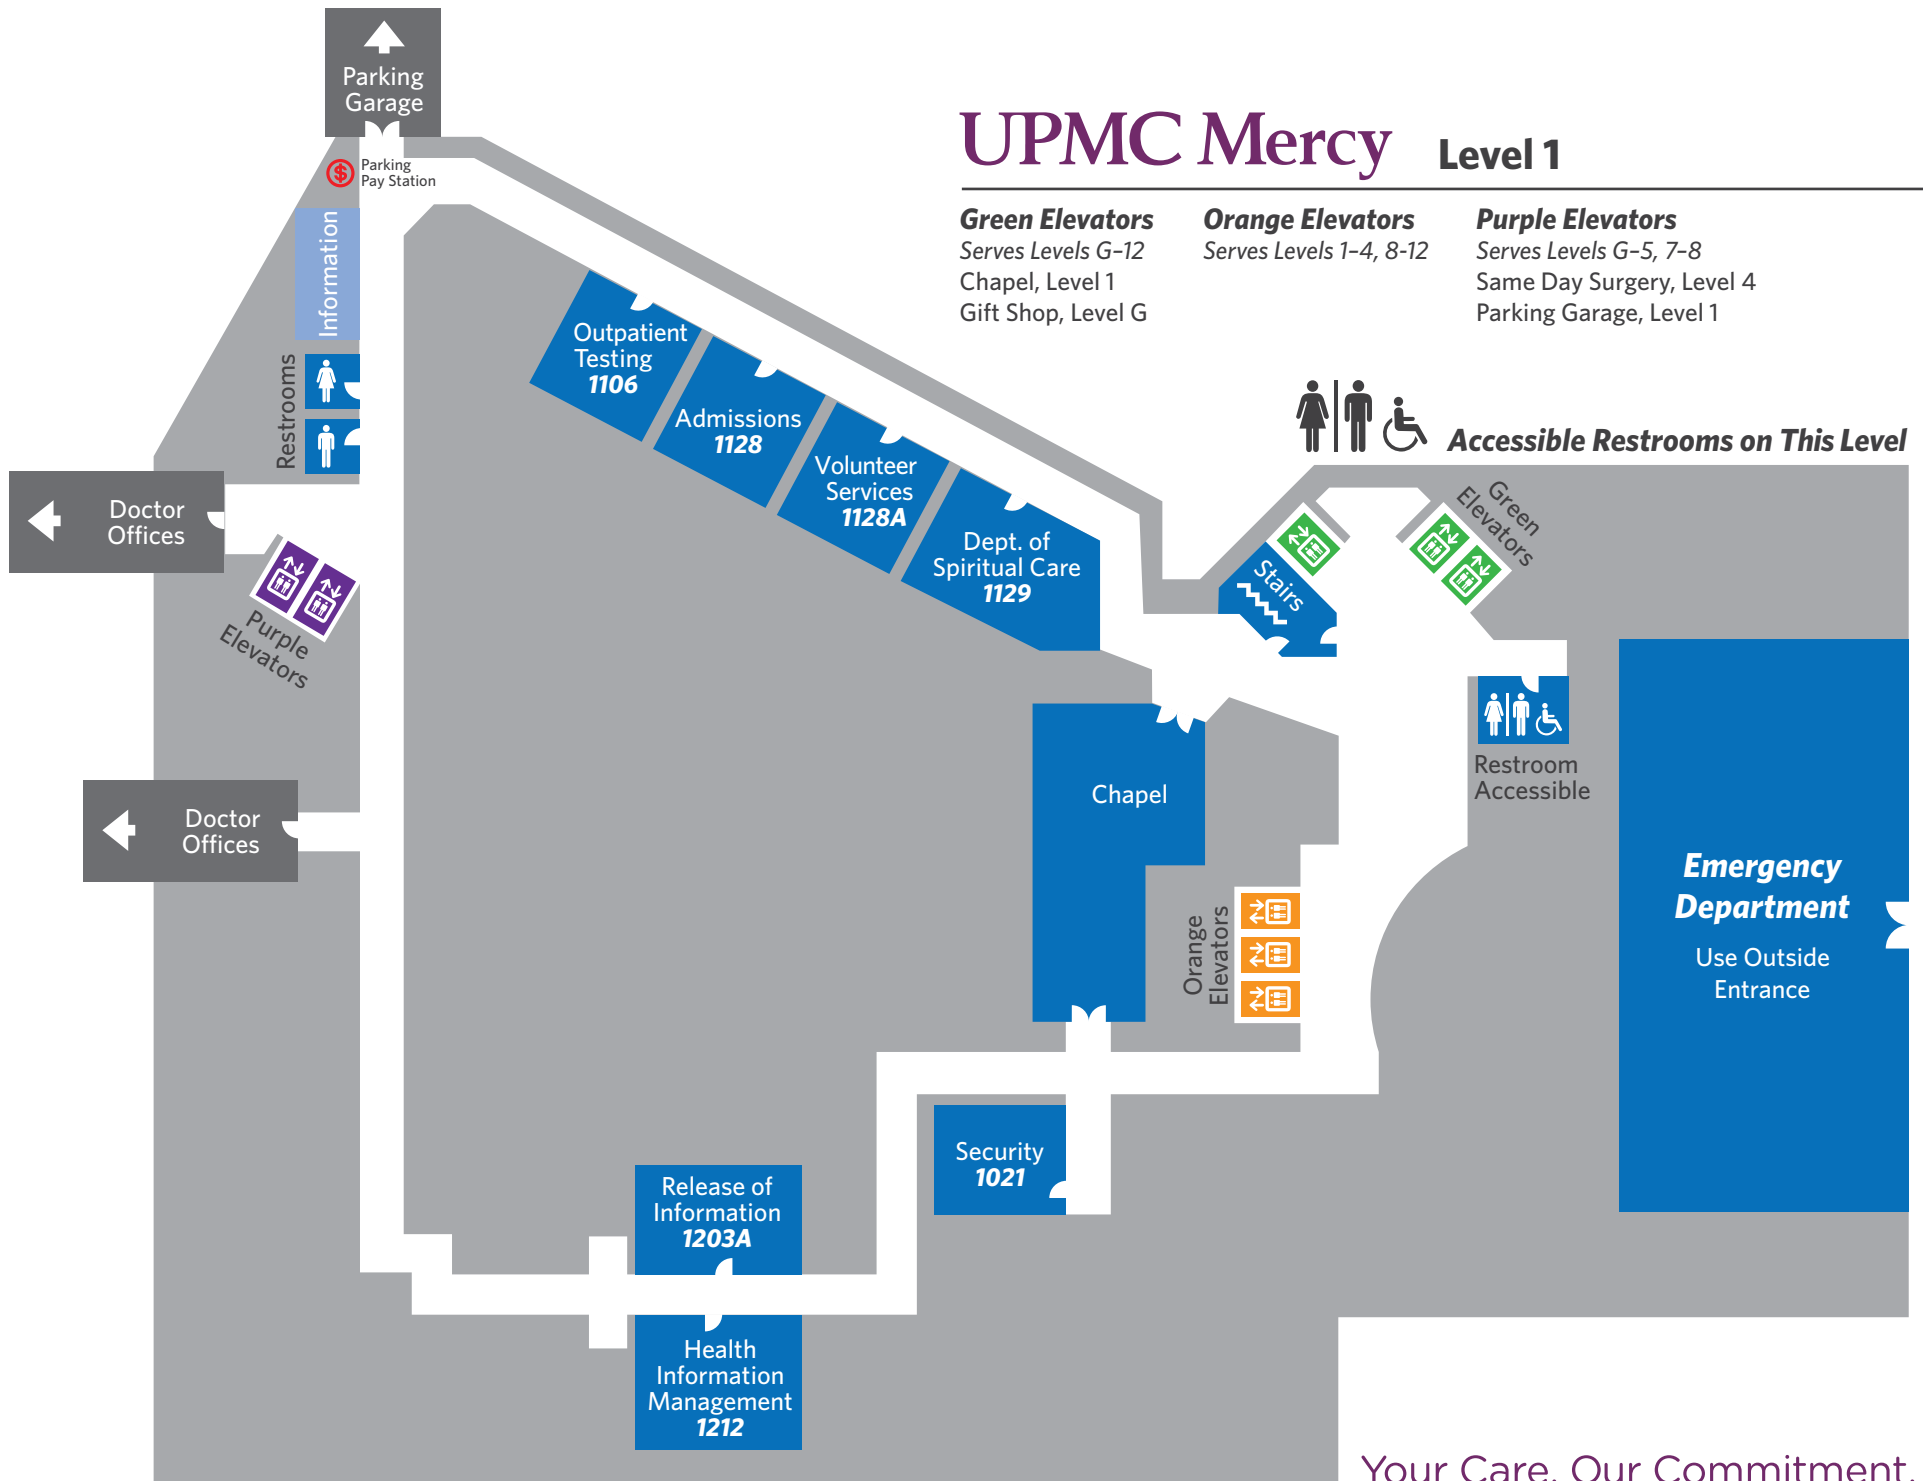 Parking
Garage
Parking
Pay Station
UPMC Mercy
Level 1
Green Elevators
Serves Levels G–12
Chapel, Level 1
Gift Shop, Level G
Orange Elevators
Serves Levels 1–4, 8-12
Purple Elevators
Serves Levels G–5, 7–8
Same Day Surgery, Level 4
Parking Garage, Level 1
Accessible Restrooms on This Level
Information
Restrooms
Outpatient
Testing
1106
Admissions
1128
Volunteer
Services
1128A
Dept. of
Spiritual Care
1129
Doctor
Offices
Purple
Elevators
Stairs
Green
Elevators
Restroom
Accessible
Doctor
Offices
Chapel
Orange
Elevators
Emergency
Department
Use Outside
Entrance
Security
1021
Release of
Information
1203A
Health
Information
Management
1212
Your Care. Our Commitment.